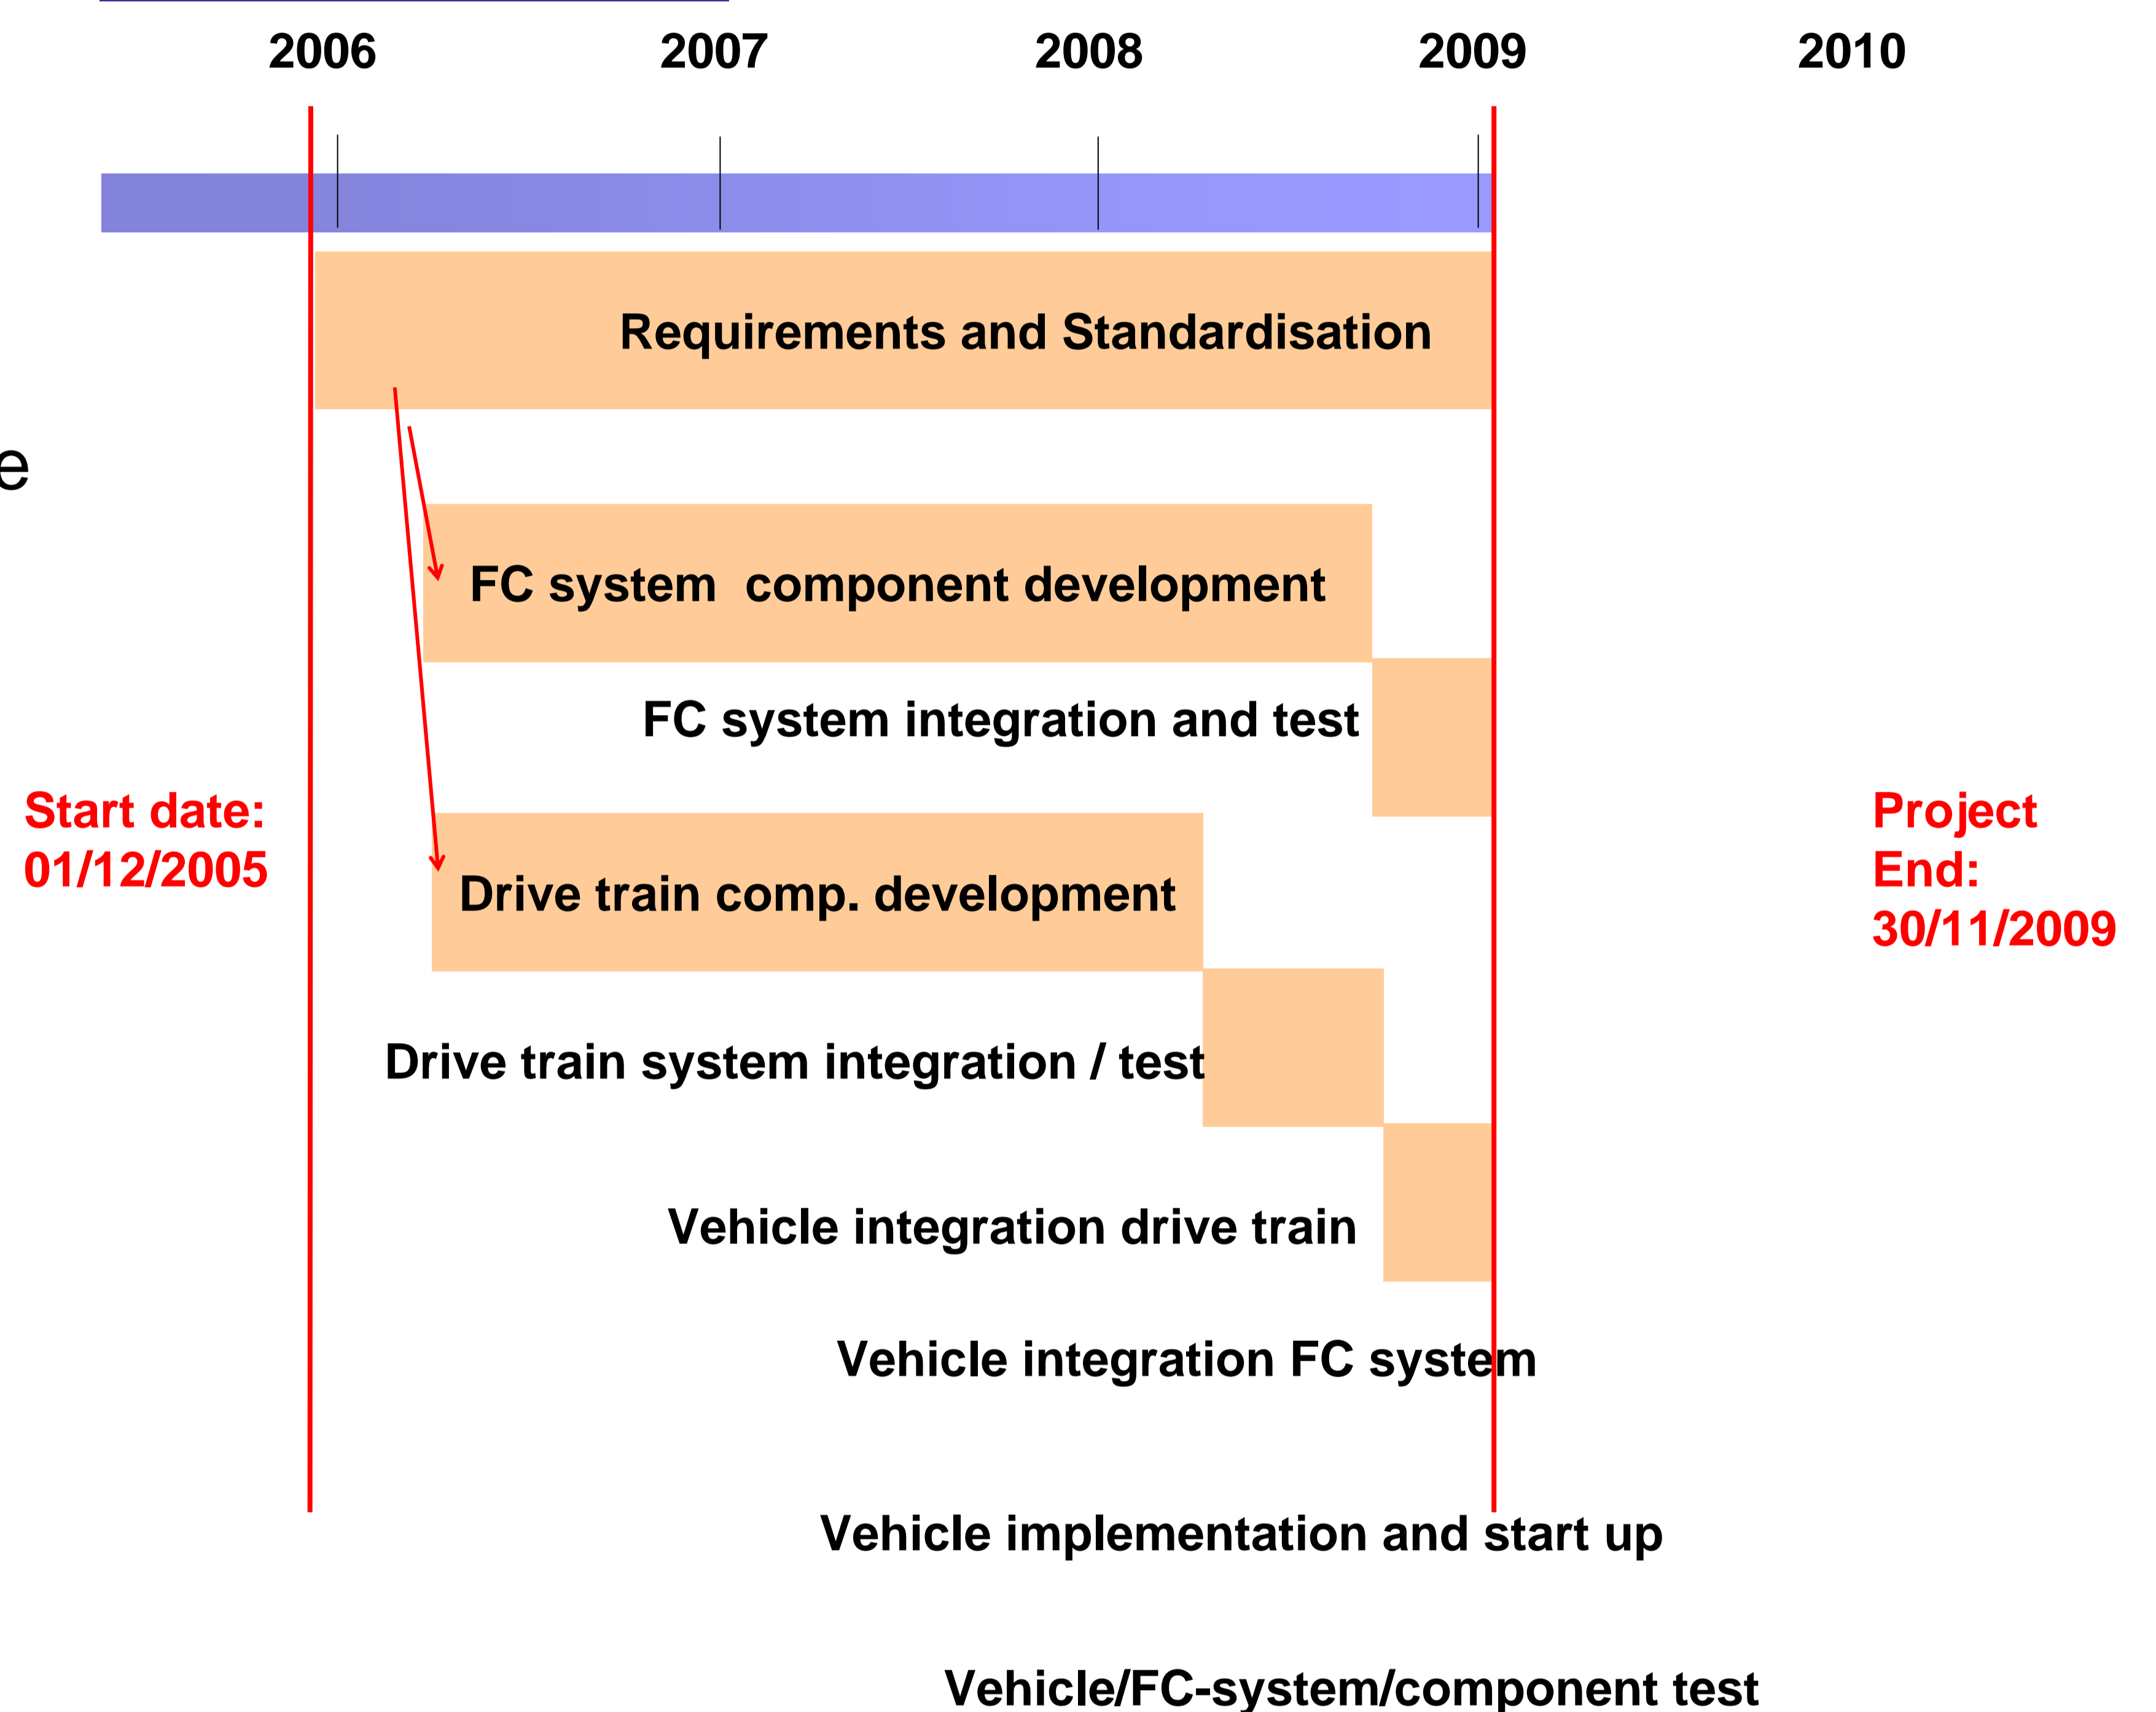 2006 2007 2008 2009 2010
Requirements and Standardisation
e
FC system  component development
FC system integration and test
Start date:
01/12/2005
Project
End:
30/11/2009
Drive train comp. development
Drive train system integration / test
Vehicle integration drive train
Vehicle integration FC system
Vehicle implementation and start up
Vehicle/FC-system/component test